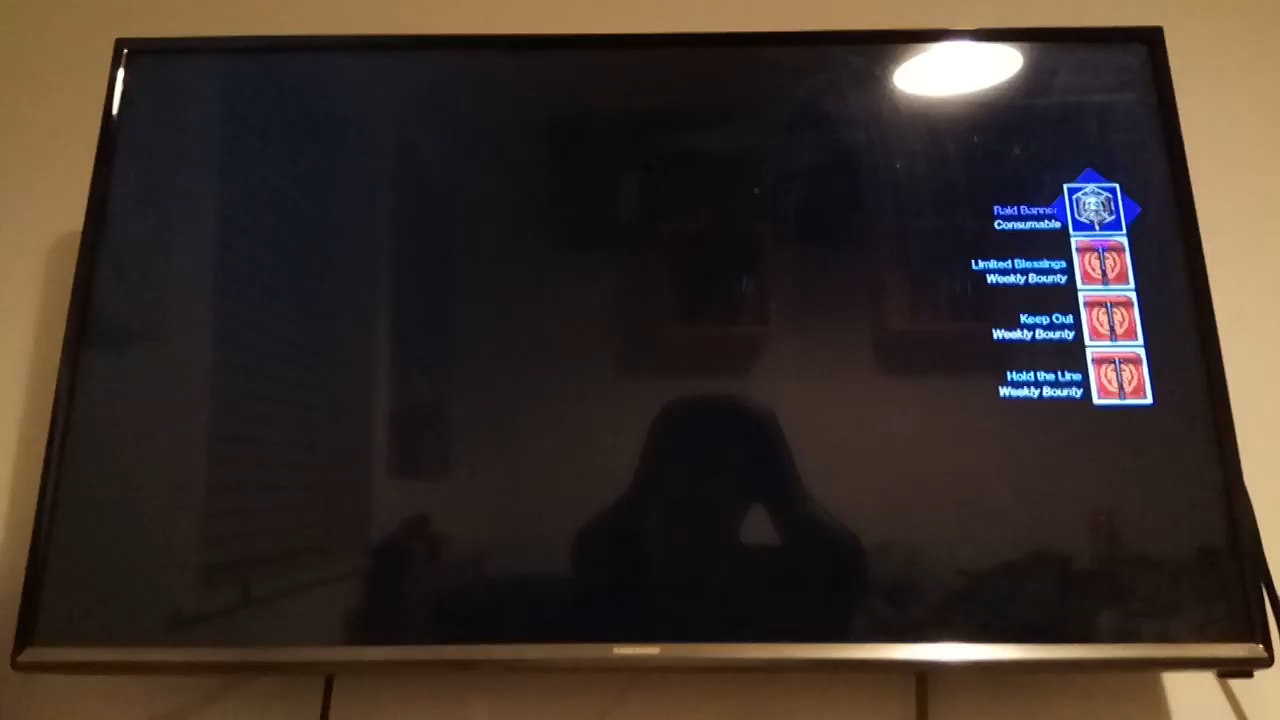 Raid Banner
Consumable
Limited Blessings
Weekly Bounty
Keep Out
Weekly Bounty
Hold the Line
Weekly Bounty